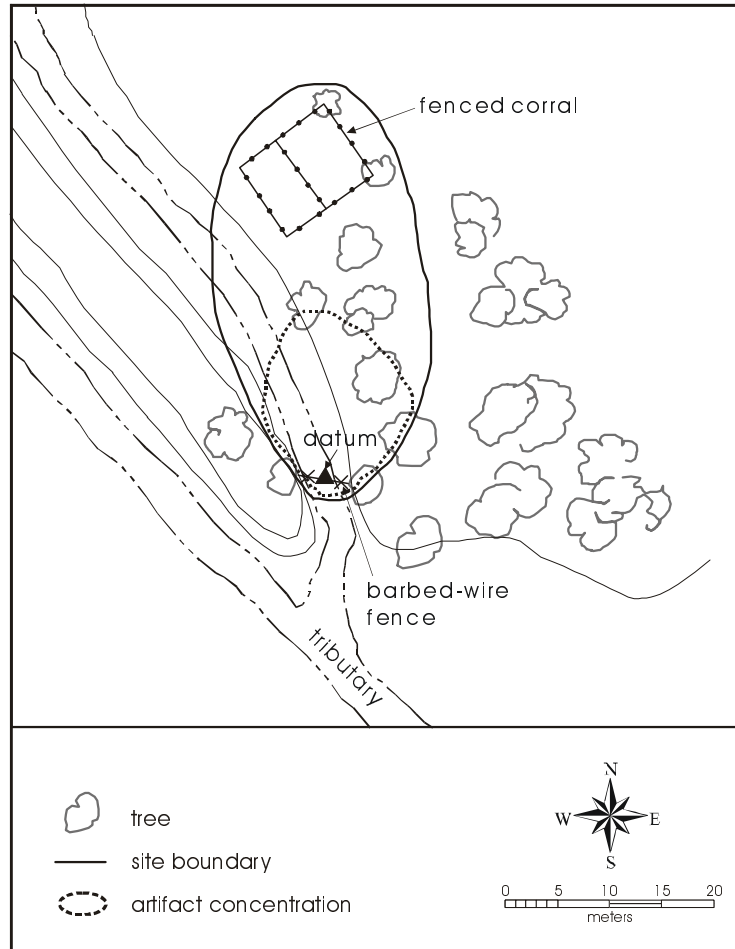 fenced corral
datum
barbed-wire
fence
tributary
tree
site boundary
artifact concentration
N
W E
S
0 5 10 15 20
meters